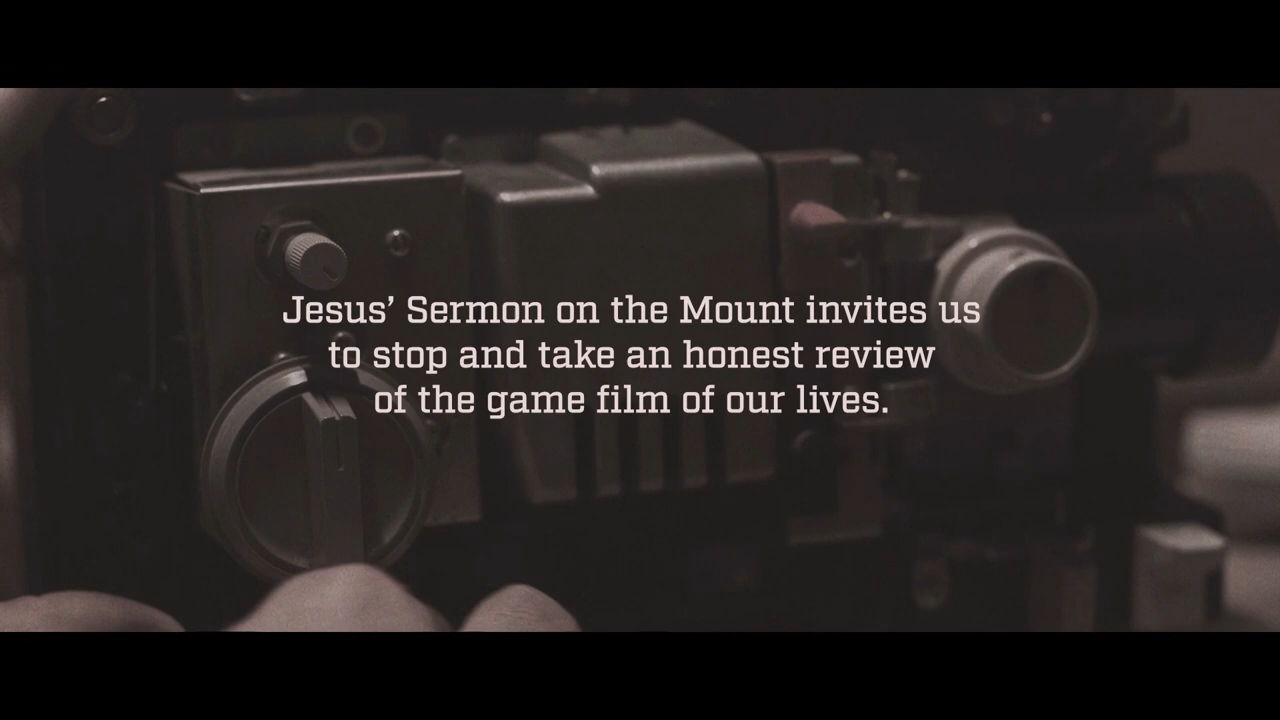 Jesus’ Sermon on the Mount invites us
to stop and take an honest review
of the game film of our lives.